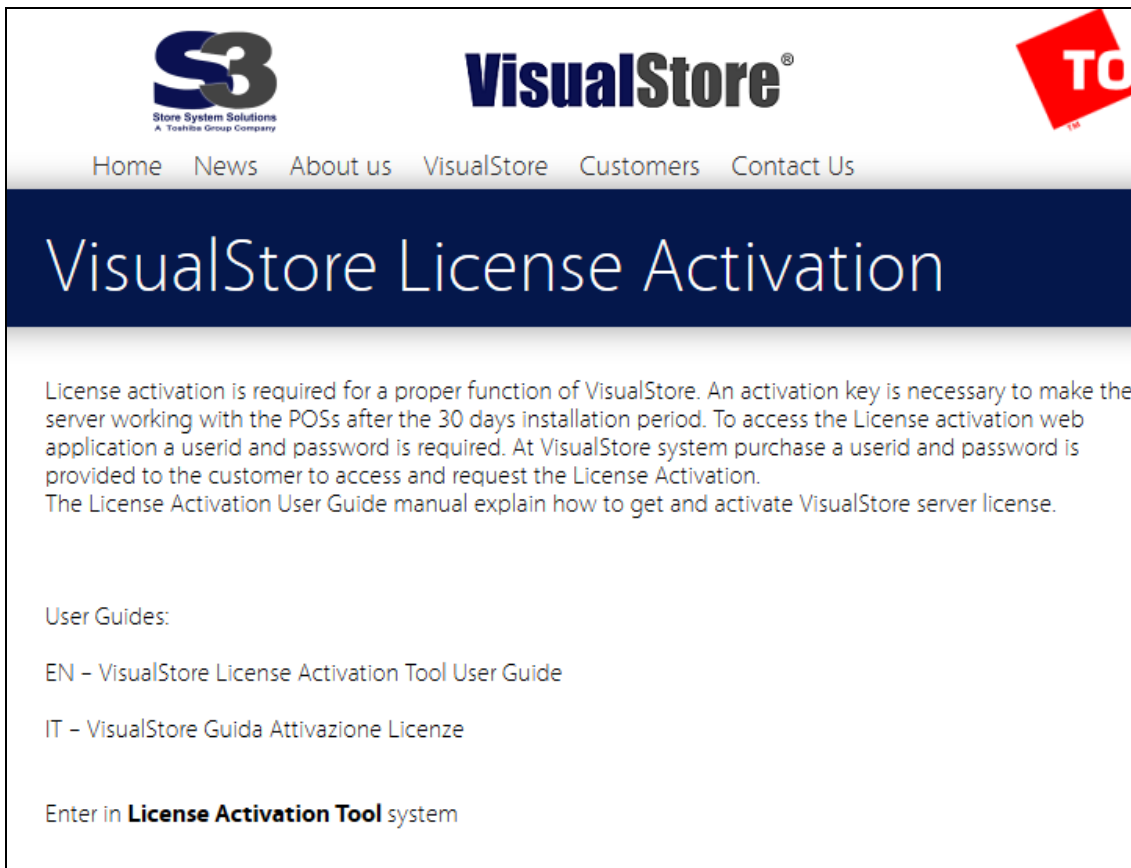 S3
Store System Solutions
A Toshiba Group Company
VisualStore®
TO
TM
Home News About us VisualStore Customers Contact Us
VisualStore License Activation
License activation is required for a proper function of VisualStore. An activation key is necessary to make the
server working with the POSs after the 30 days installation period. To access the License activation web
application a userid and password is required. At VisualStore system purchase a userid and password is
provided to the customer to access and request the License Activation.
The License Activation User Guide manual explain how to get and activate VisualStore server license.
User Guides:
EN – VisualStore License Activation Tool User Guide
IT – VisualStore Guida Attivazione Licenze
Enter in License Activation Tool system